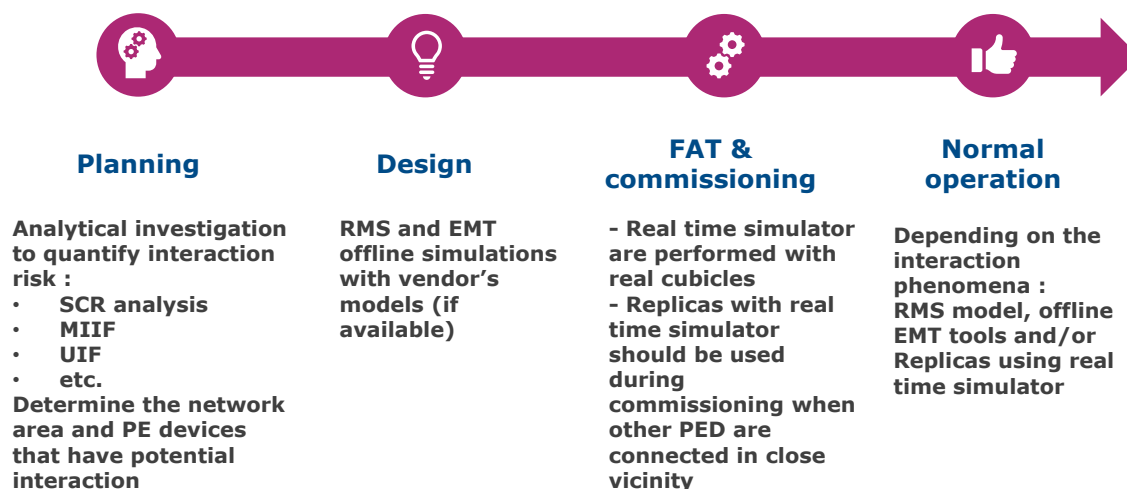 Planning
Analytical investigation
to quantify interaction
risk :
• SCR analysis
• MIIF
• UIF
• etc.
Determine the network
area and PE devices
that have potential
interaction
Design
RMS and EMT
offline simulations
with vendor's
models (if
available)
FAT &
commissioning
- Real time simulator
are performed with
real cubicles
- Replicas with real
time simulator
should be used
during
commissioning when
other PED are
connected in close
vicinity
Normal
operation
Depending on the
interaction
phenomena :
RMS model, offline
EMT tools and/or
Replicas using real
time simulator